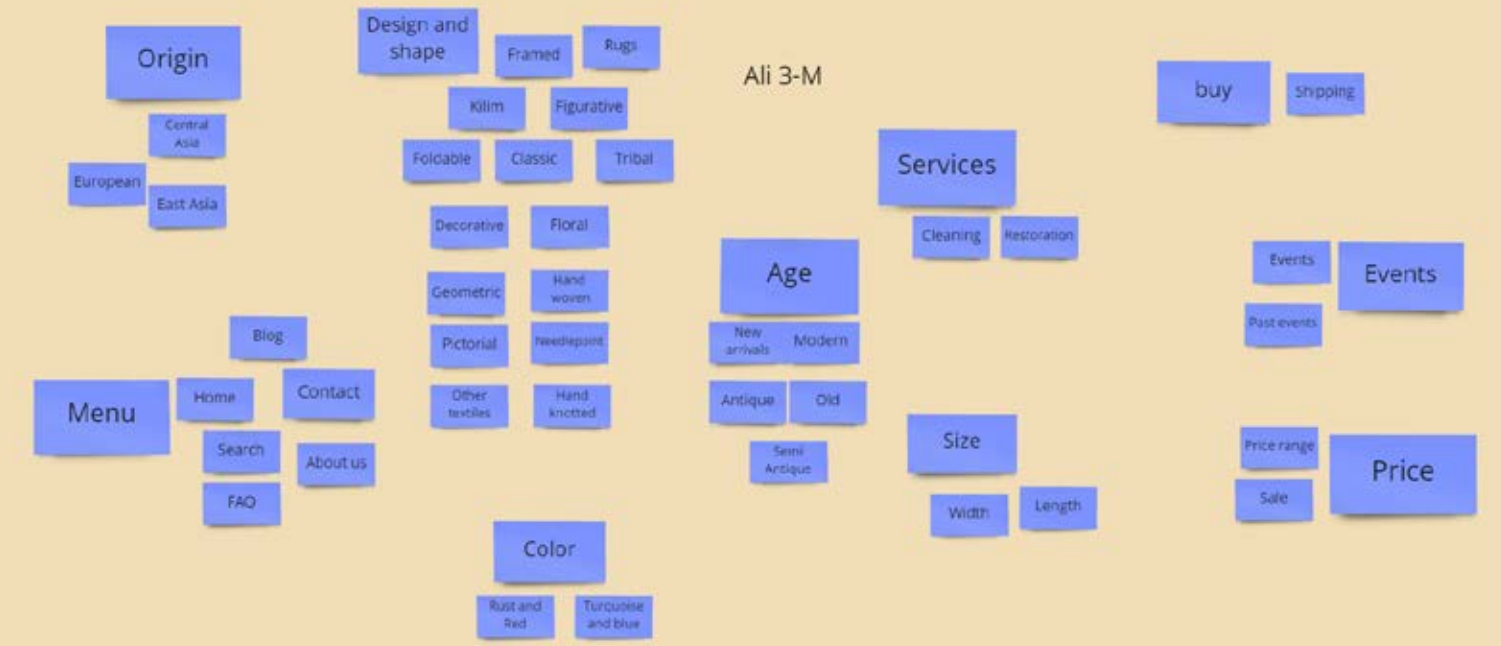 Origin
Central
Asia
European
East Asia
Design and
shape
Framed
Rugs
Kilim
Figurative
Foldable
Classic
Tribal
Decorative
Floral
Geometric
Hand
woven
Pictorial
Needlepoint
Other
textiles
Hand
knotted
Ali 3-M
buy
Shipping
Services
Cleaning
Restoration
Age
New
arrivals
Modern
Antique
Old
Semi
Antique
Events
Events
Past events
Menu
Blog
Home
Contact
Search
About us
FAQ
Size
Width
Length
Price range
Sale
Price
Color
Rust and
Red
Turquoise
and blue